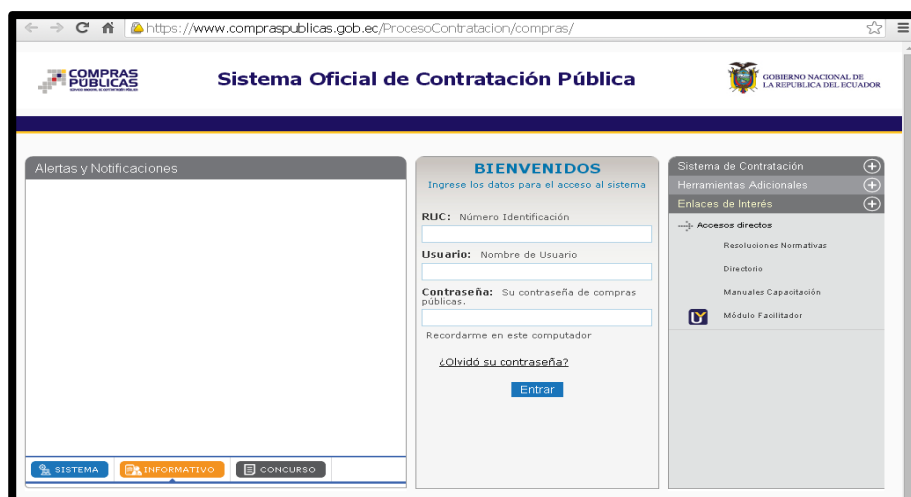 https://www.compraspublicas.gob.ec/ProcesoContratacion/compras/
COMPRAS
PÚBLICAS
Sistema Oficial de Contratación Pública
GOBIERNO NACIONAL DE
LA REPUBLICA DEL ECUADOR
Alertas y Notificaciones
SISTEMA
INFORMATIVO
CONCURSO
BIENVENIDOS
Ingrese los datos para el acceso al sistema
RUC: Número Identificación
Usuario: Nombre de Usuario
Contraseña: Su contraseña de compras
públicas.
Recordarme en este computador
¿Olvidó su contraseña?
Entrar
Sistema de Contratación
Herramientas Adicionales
Enlaces de Interés
Accesos directos
Resoluciones Normativas
Directorio
Manuales Capacitación
Módulo Facilitador